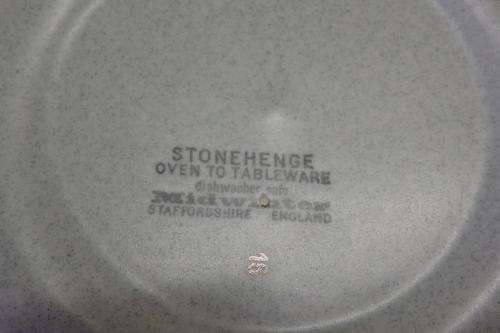 STONEHENGE
OVEN TO TABLEWARE
dishwasher safe
Midwinter
STAFFORDSHIRE ENGLAND